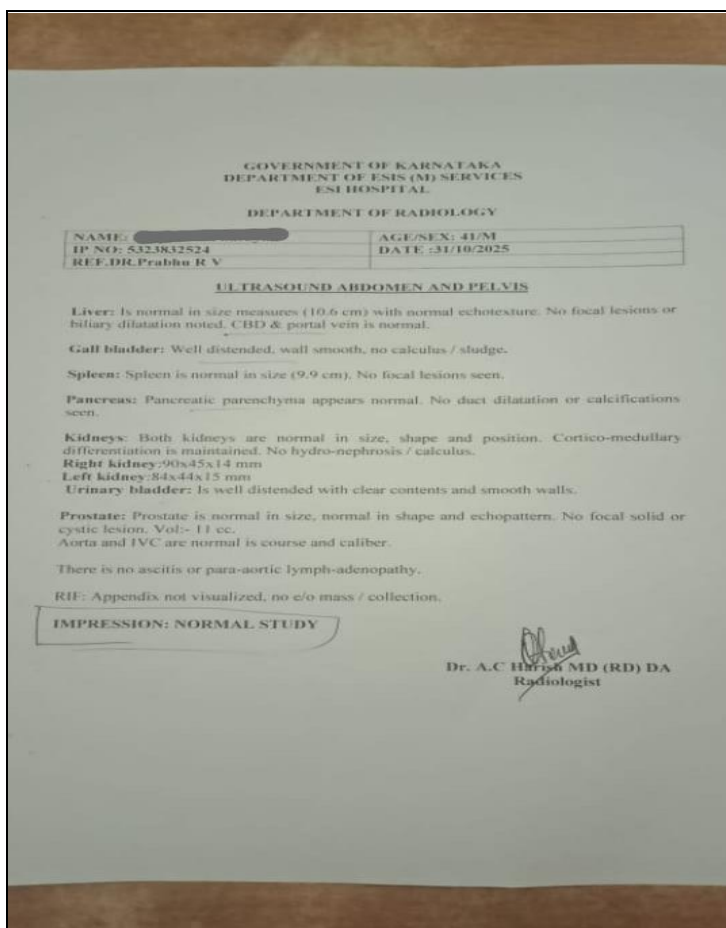 GOVERNMENT OF KARNATAKA
DEPARTMENT OF ESIS (M) SERVICES
ESI HOSPITAL
DEPARTMENT OF RADIOLOGY
NAME:
AGE/SEX: 41/M
IP NO: 5323832524
DATE :31/10/2025
REF.DR.Prabhu R V
ULTRASOUND ABDOMEN AND PELVIS
Liver: Is normal in size measures (10.6 cm) with normal echotexture. No focal lesions or
biliary dilatation noted. CBD & portal vein is normal.
Gall bladder: Well distended, wall smooth, no calculus / sludge.
Spleen: Spleen is normal in size (9.9 cm). No focal lesions seen.
Pancreas: Pancreatic parenchyma appears normal. No duct dilatation or calcifications
seen.
Kidneys: Both kidneys are normal in size, shape and position. Cortico-medullary
differentiation is maintained. No hydro-nephrosis / calculus.
Right kidney:90x45x14 mm
Left kidney:84x44x15 mm
Urinary bladder: Is well distended with clear contents and smooth walls.
Prostate: Prostate is normal in size, normal in shape and echopattern. No focal solid or
cystic lesion. Vol:- 11 cc.
Aorta and IVC are normal is course and caliber.
There is no ascitis or para-aortic lymph-adenopathy.
RIF: Appendix not visualized, no e/o mass / collection.
IMPRESSION: NORMAL STUDY
Dr. A.C Harish MD (RD) DA
Radiologist